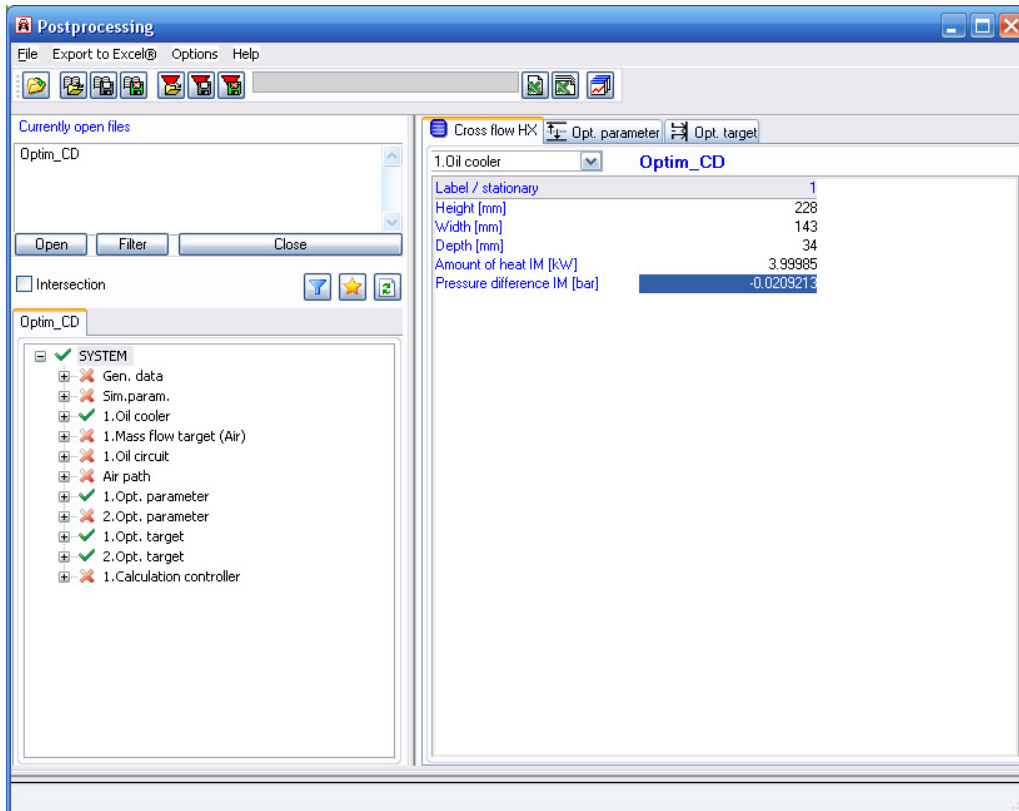 Postprocessing
File Export to Excel® Options Help
Currently open files
Optim_CD
Open Filter Close
Intersection
Optim_CD
SYSTEM
Gen. data
Sim.param.
1.Oil cooler
1.Mass flow target (Air)
1.Oil circuit
Air path
1.Opt. parameter
2.Opt. parameter
1.Opt. target
2.Opt. target
1.Calculation controller
Cross flow HX Opt. parameter Opt. target
1.Oil cooler Optim_CD
Label / stationary 1
Height [mm] 228
Width [mm] 143
Depth [mm] 34
Amount of heat IM [kW] 3.99985
Pressure difference IM [bar] -0.0209213